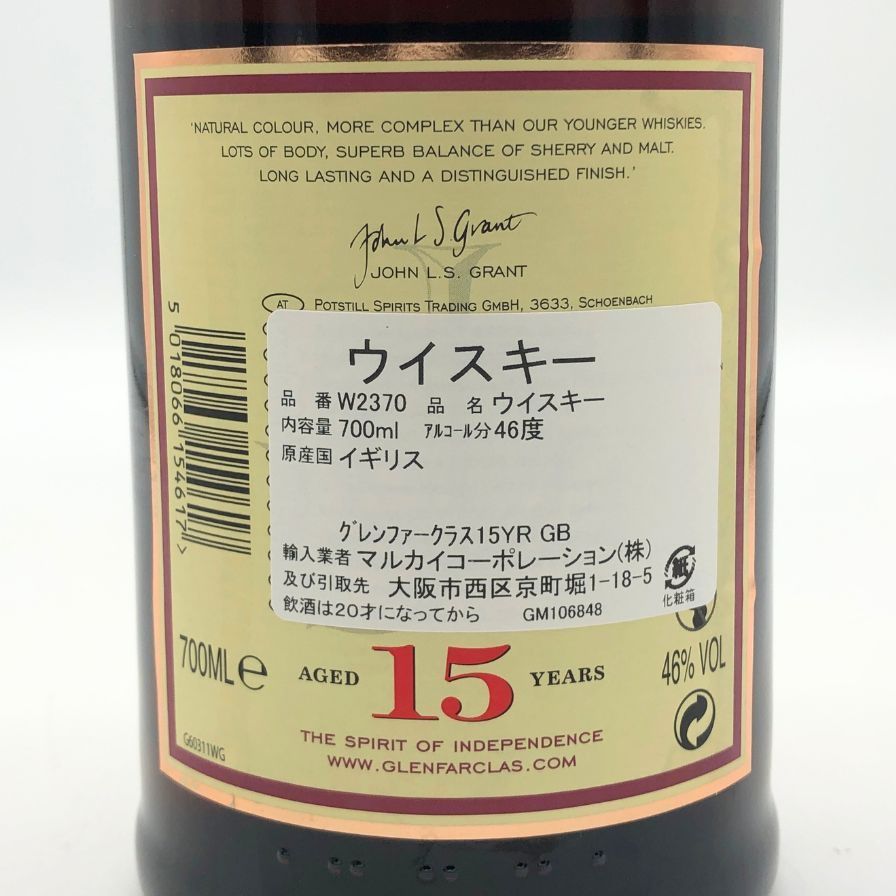 'NATURAL COLOUR, MORE COMPLEX THAN OUR YOUNGER WHISKIES.
LOTS OF BODY, SUPERB BALANCE OF SHERRY AND MALT.
LONG LASTING AND A DISTINGUISHED FINISH.'
John L S. Grant
JOHN L.S. GRANT
AT POTSTILL SPIRITS TRADING GMBH, 3633, SCHOENBACH
5 018066 154617 >
ウイスキー
品 番 W2370 品 名 ウイスキー
内容量 700ml アルコール分 46度
原産国 イギリス
グレンファークラス15YR GB
輸入業者 マルカイコーポレーション(株)
及び引取先 大阪市西区京町堀1-18-5
飲酒は20才になってから GM106848
紙
化粧箱
700ML e AGED 15 YEARS 46% VOL
G60311WG
THE SPIRIT OF INDEPENDENCE
WWW.GLENFARCLAS.COM